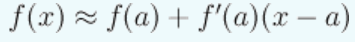 f(x) ≈ f(a) + f′(a)(x − a)